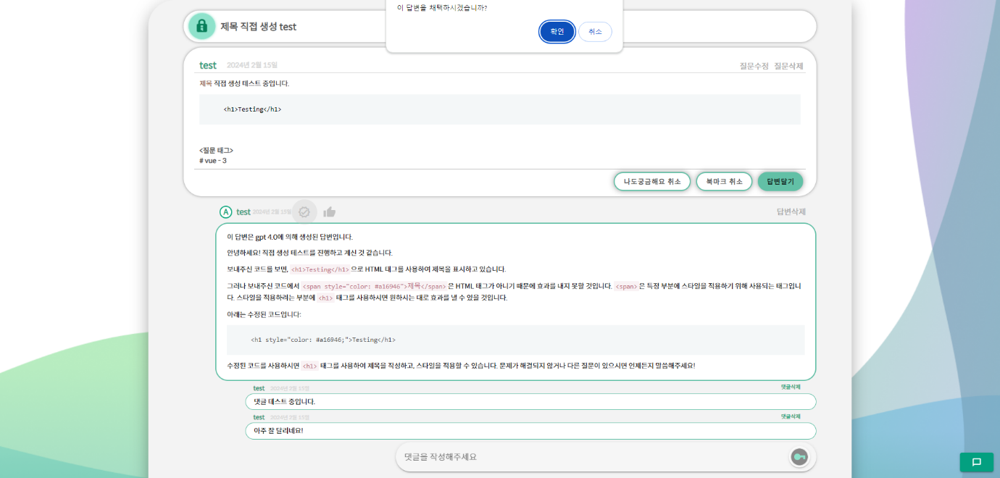 이 답변을 채택하시겠습니까?
확인 취소
제목 직접 생성 test
test 2024년 2월 15일 질문수정 질문삭제
제목 직접 생성 테스트 중입니다.
<h1>Testing</h1>
<질문 태그>
# vue - 3
나도궁금해요 취소 북마크 취소 답변달기
A test 2024년 2월 15일 답변삭제
이 답변은 gpt 4.0에 의해 생성된 답변입니다.
안녕하세요! 직접 생성 테스트를 진행하고 계신 것 같습니다.
보내주신 코드를 보면, <h1>Testing</h1> 으로 HTML 태그를 사용하여 제목을 표시하고 있습니다.
그러나 보내주신 코드에서 <span style="color: #a16946">제목</span> 은 HTML 태그가 아니기 때문에 효과를 내지 못할 것입니다. <span> 은 특정 부분에 스타일을 적용하기 위해 사용되는 태그입니
다. 스타일을 적용하려는 부분에 <h1> 태그를 사용하시면 원하시는 대로 효과를 낼 수 있을 것입니다.
아래는 수정된 코드입니다:
<h1 style="color: #a16946;">Testing</h1>
수정된 코드를 사용하시면 <h1> 태그를 사용하여 제목을 작성하고, 스타일을 적용할 수 있습니다. 문제가 해결되지 않거나 다른 질문이 있으시면 언제든지 말씀해주세요!
test 2024년 2월 15일 댓글삭제
댓글 테스트 중입니다.
test 2024년 2월 15일 댓글삭제
아주 잘 달리네요!
댓글을 작성해주세요